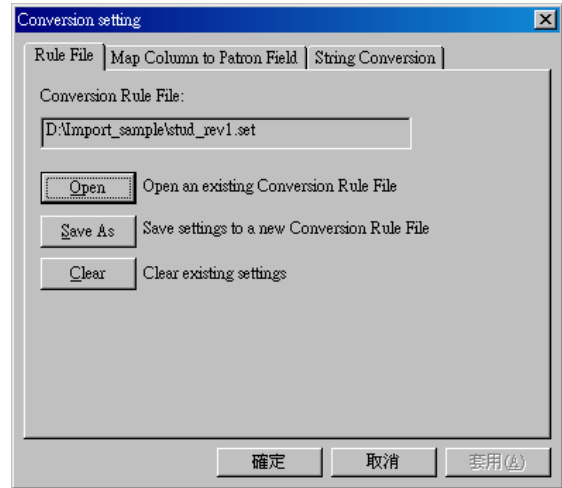 Conversion setting
Rule File Map Column to Patron Field String Conversion
Conversion Rule File:
D:\Import_sample\stud_rev1.set
Open Open an existing Conversion Rule File
Save As Save settings to a new Conversion Rule File
Clear Clear existing settings
確定 取消 套用(A)